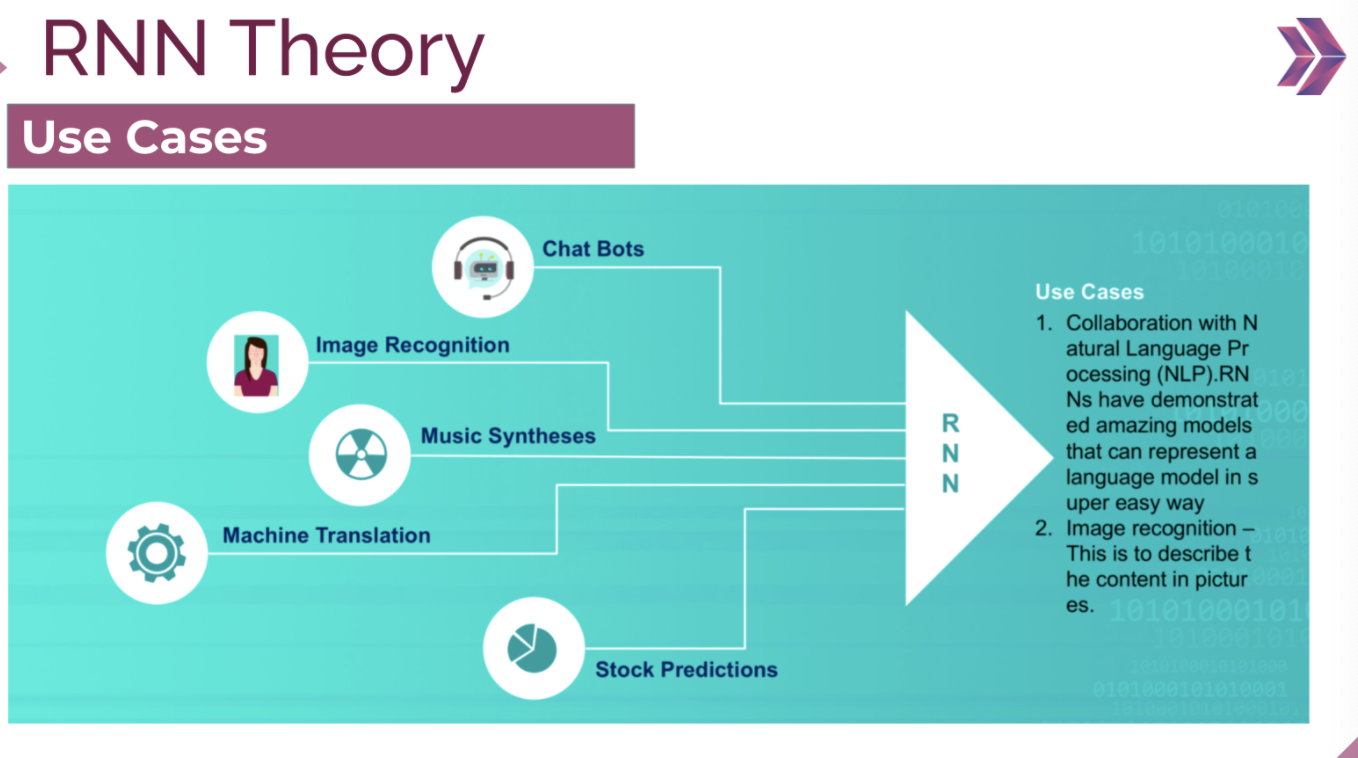 RNN Theory
Use Cases
Chat Bots
Image Recognition
Music Syntheses
Machine Translation
Stock Predictions
R
N
N
Use Cases
1. Collaboration with N
atural Language Pr
ocessing (NLP).RN
Ns have demonstrat
ed amazing models
that can represent a
language model in s
uper easy way
2. Image recognition –
This is to describe t
he content in pictur
es.